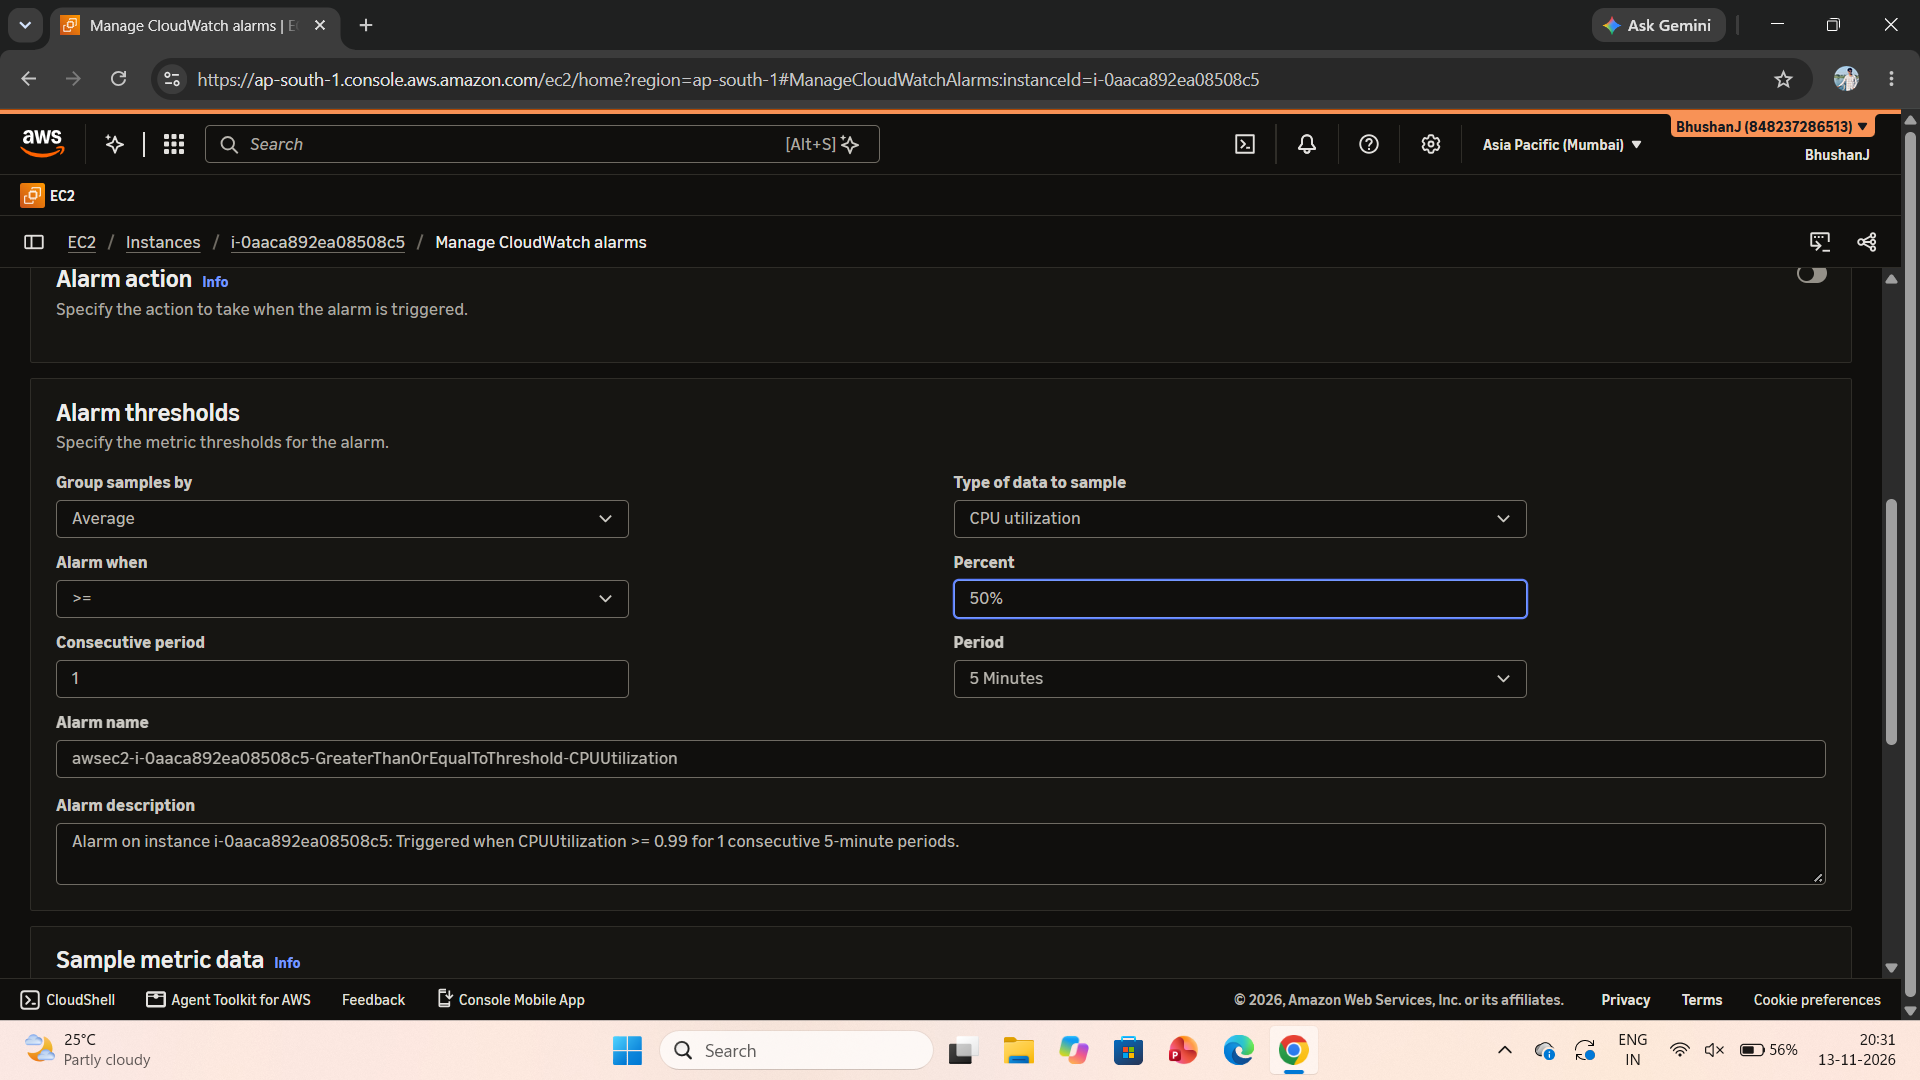 Manage CloudWatch alarms | E
Ask Gemini
https://ap-south-1.console.aws.amazon.com/ec2/home?region=ap-south-1#ManageCloudWatchAlarms:instanceId=i-0aaca892ea08508c5
aws
Search
[Alt+S]
Asia Pacific (Mumbai)
BhushanJ (848237286513)
BhushanJ
EC2
EC2 / Instances / i-0aaca892ea08508c5 / Manage CloudWatch alarms
Alarm action Info
Specify the action to take when the alarm is triggered.
Alarm thresholds
Specify the metric thresholds for the alarm.
Group samples by
Average
Type of data to sample
CPU utilization
Alarm when
>=
Percent
50%
Consecutive period
1
Period
5 Minutes
Alarm name
awsec2-i-0aaca892ea08508c5-GreaterThanOrEqualToThreshold-CPUUtilization
Alarm description
Alarm on instance i-0aaca892ea08508c5: Triggered when CPUUtilization >= 0.99 for 1 consecutive 5-minute periods.
Sample metric data Info
CloudShell
Agent Toolkit for AWS
Feedback
Console Mobile App
© 2026, Amazon Web Services, Inc. or its affiliates.
Privacy
Terms
Cookie preferences
25°C
Partly cloudy
Search
ENG
IN
56%
20:31
13-11-2026